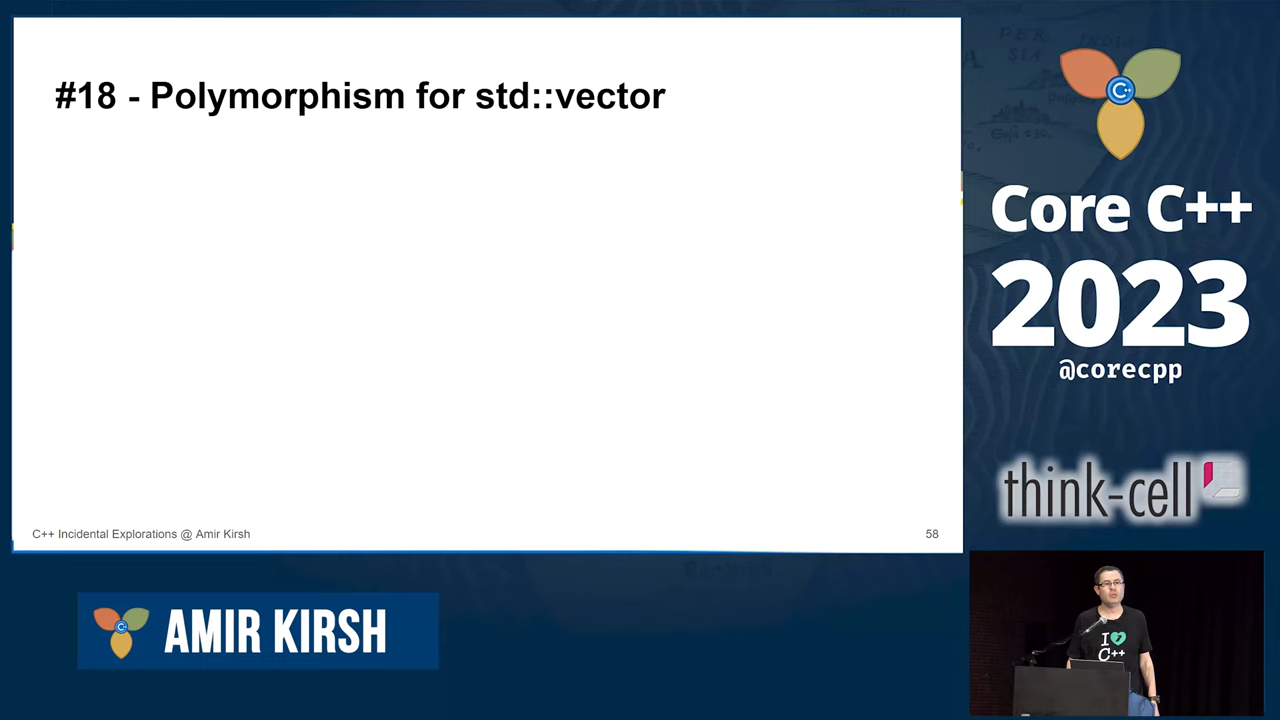 #18 - Polymorphism for std::vector
C++ Incidental Explorations @ Amir Kirsh
58
C++
Core C++
2023
@corecpp
think-cell
AMIR KIRSH
I
C++